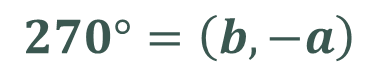 270° = (b, −a)